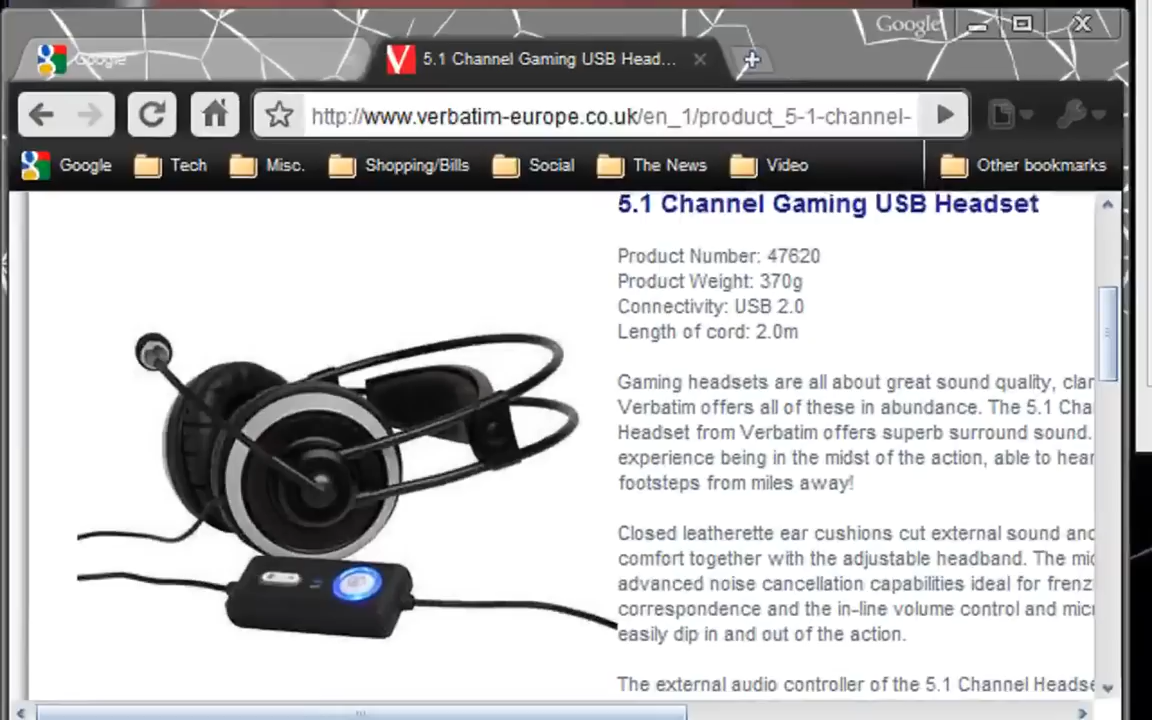 Google
Google
5.1 Channel Gaming USB Head...
http://www.verbatim-europe.co.uk/en_1/product_5-1-channel-
Google Tech Misc. Shopping/Bills Social The News Video Other bookmarks
5.1 Channel Gaming USB Headset
Product Number: 47620
Product Weight: 370g
Connectivity: USB 2.0
Length of cord: 2.0m
Gaming headsets are all about great sound quality,
Verbatim offers all of these in abundance. The 5.1
Headset from Verbatim offers superb surround sound.
experience being in the midst of the action, able to hear
footsteps from miles away!
Closed leatherette ear cushions cut external sound and
comfort together with the adjustable headband. The
advanced noise cancellation capabilities ideal for
correspondence and the in-line volume control and
easily dip in and out of the action.
The external audio controller of the 5.1 Channel